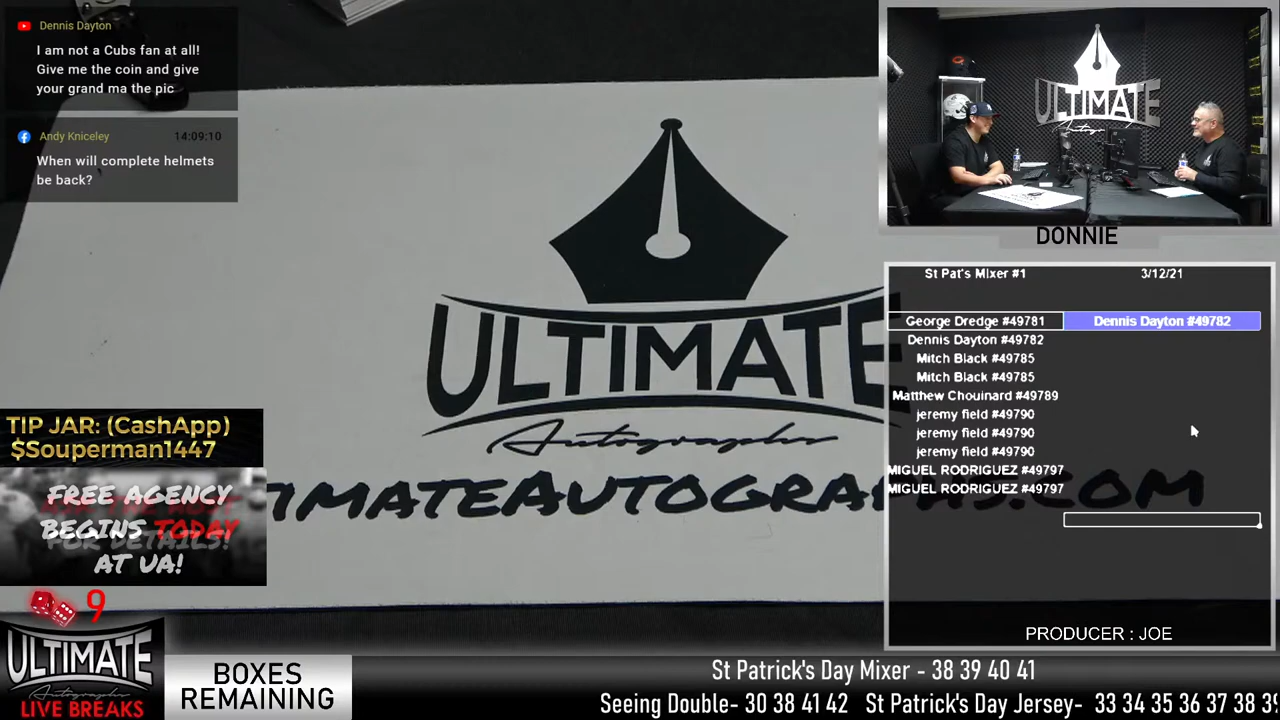 Dennis Dayton
I am not a Cubs fan at all!
Give me the coin and give
your grand ma the pic
Andy Kniceley 14:09:10
When will complete helmets
be back?
ULTIMATE
Autographs
ULTIMATE
Autographs
DONNIE
St Pat's Mixer #1 3/12/21
George Dredge #49781 Dennis Dayton #49782
Dennis Dayton #49782
Mitch Black #49785
Mitch Black #49785
Matthew Chouinard #49789
jeremy field #49790
jeremy field #49790
jeremy field #49790
MIGUEL RODRIGUEZ #49797
MIGUEL RODRIGUEZ #49797
PRODUCER : JOE
TIP JAR: (CashApp)
$Souperman1447
FREE AGENCY
BEGINS TODAY
FOR DETAILS!
AT UA!
9
ULTIMATE
Autographs
LIVE BREAKS
BOXES
REMAINING
St Patrick's Day Mixer - 38 39 40 41
Seeing Double- 30 38 41 42 St Patrick's Day Jersey- 33 34 35 36 37 38 39